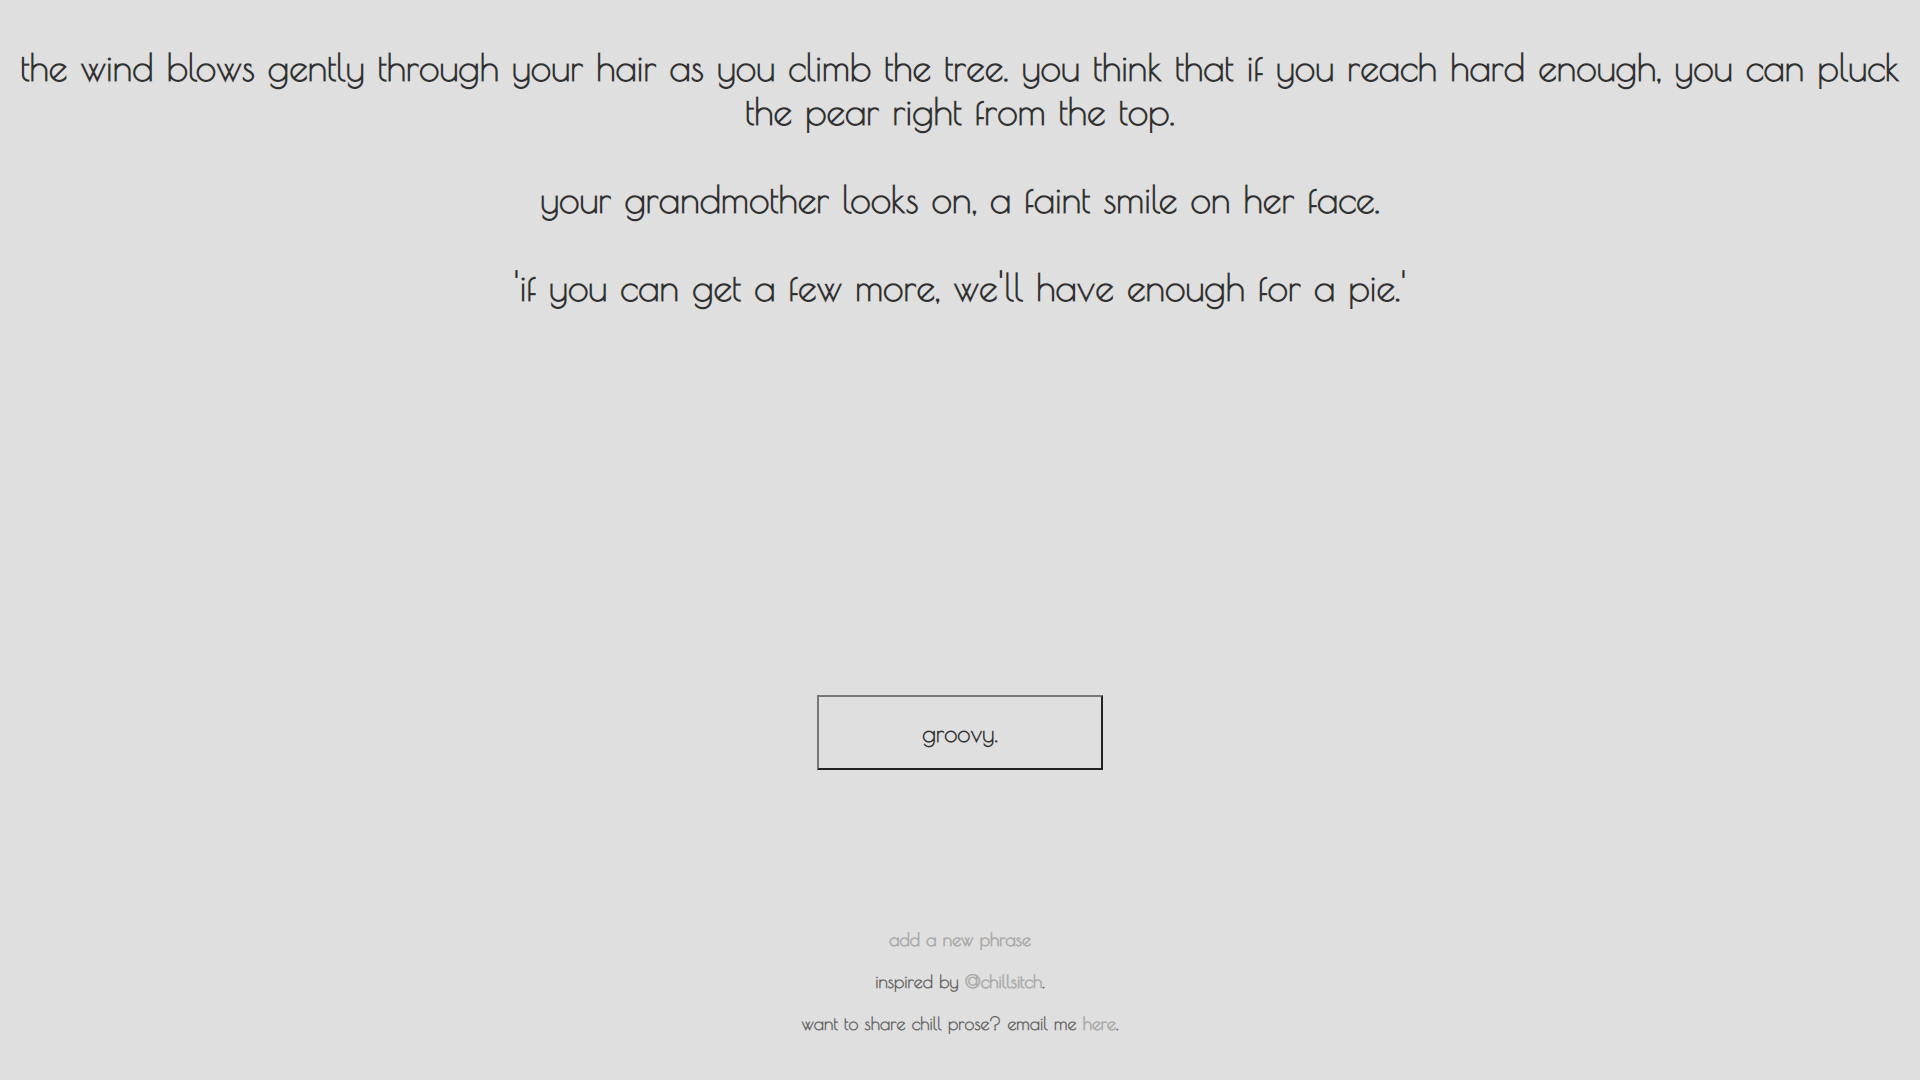 the wind blows gently through your hair as you climb the tree. you think that if you reach hard enough, you can pluck
the pear right from the top.
your grandmother looks on, a faint smile on her face.
'if you can get a few more, we'll have enough for a pie.'
groovy.
add a new phrase
inspired by @chillsitch.
want to share chill prose? email me here.